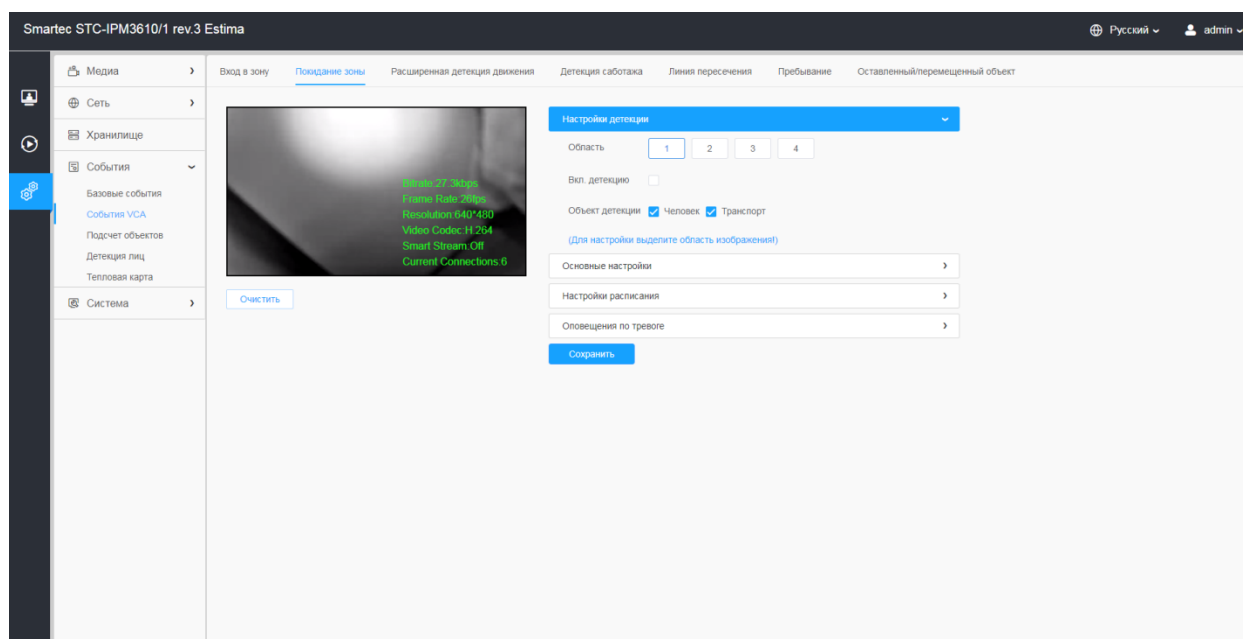 Smartec STC-IPM3610/1 rev.3 Estima
Русский
admin
Медиа
Сеть
Хранилище
События
Базовые события
События VCA
Подсчет объектов
Детекция лиц
Тепловая карта
Система
Вход в зону Покидание зоны Расширенная детекция движения Детекция саботажа Линия пересечения Пребывание Оставленный/перемещенный объект
Bitrate:27.3kbps
Frame Rate:26fps
Resolution:640*480
Video Codec:H.264
Smart Stream:Off
Current Connections:6
Очистить
Настройки детекции
Область 1 2 3 4
Вкл. детекцию
Объект детекции Человек Транспорт
(Для настройки выделите область изображения!)
Основные настройки
Настройки расписания
Оповещения по тревоге
Сохранить